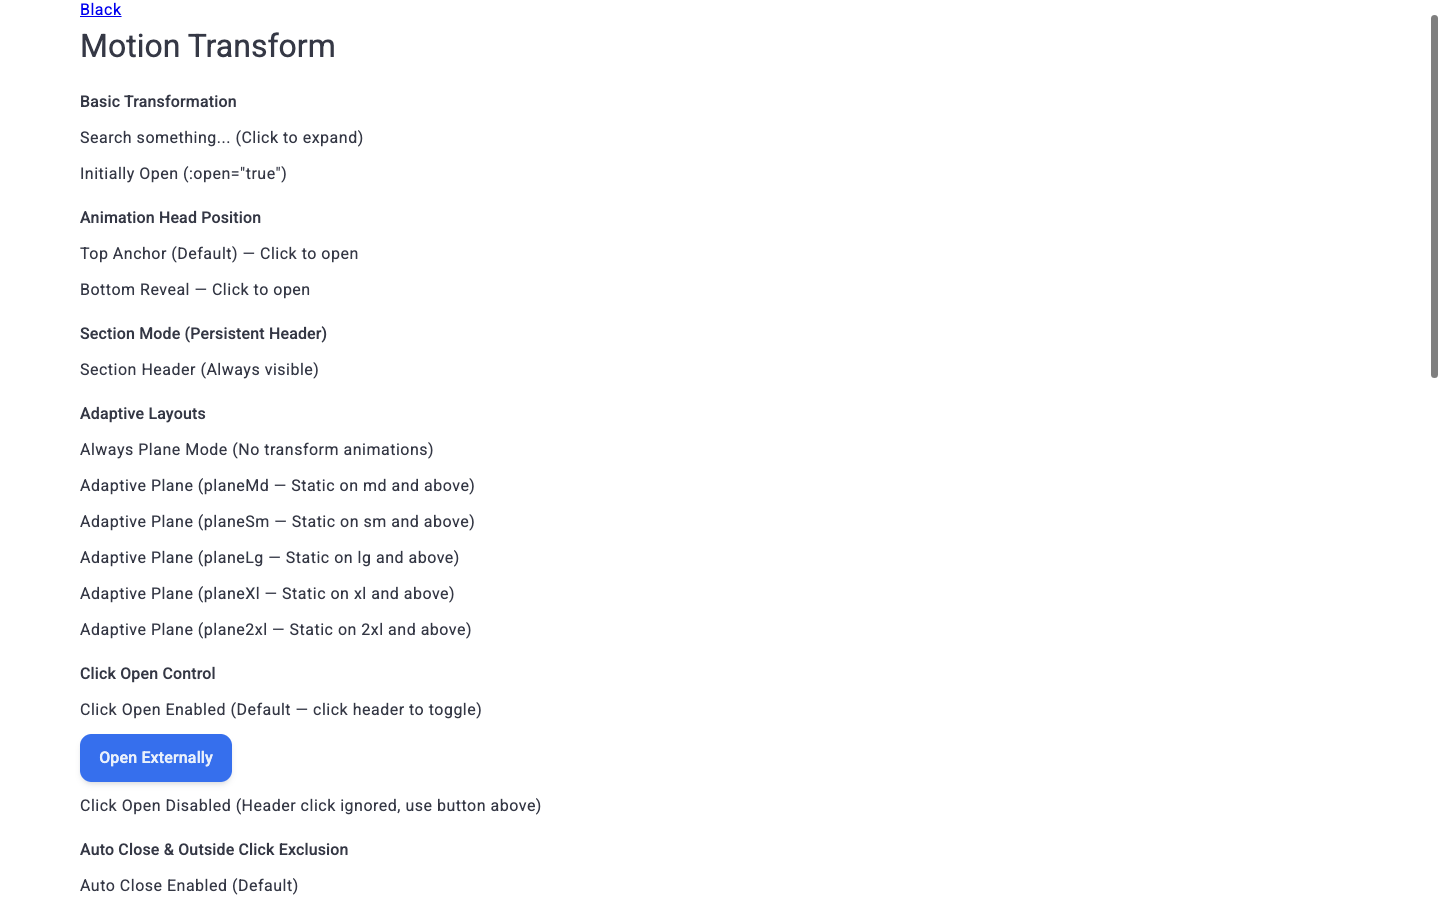 Black
Motion Transform
Basic Transformation
Search something... (Click to expand)
Initially Open (:open="true")
Animation Head Position
Top Anchor (Default) — Click to open
Bottom Reveal — Click to open
Section Mode (Persistent Header)
Section Header (Always visible)
Adaptive Layouts
Always Plane Mode (No transform animations)
Adaptive Plane (planeMd — Static on md and above)
Adaptive Plane (planeSm — Static on sm and above)
Adaptive Plane (planeLg — Static on lg and above)
Adaptive Plane (planeXl — Static on xl and above)
Adaptive Plane (plane2xl — Static on 2xl and above)
Click Open Control
Click Open Enabled (Default — click header to toggle)
Open Externally
Click Open Disabled (Header click ignored, use button above)
Auto Close & Outside Click Exclusion
Auto Close Enabled (Default)